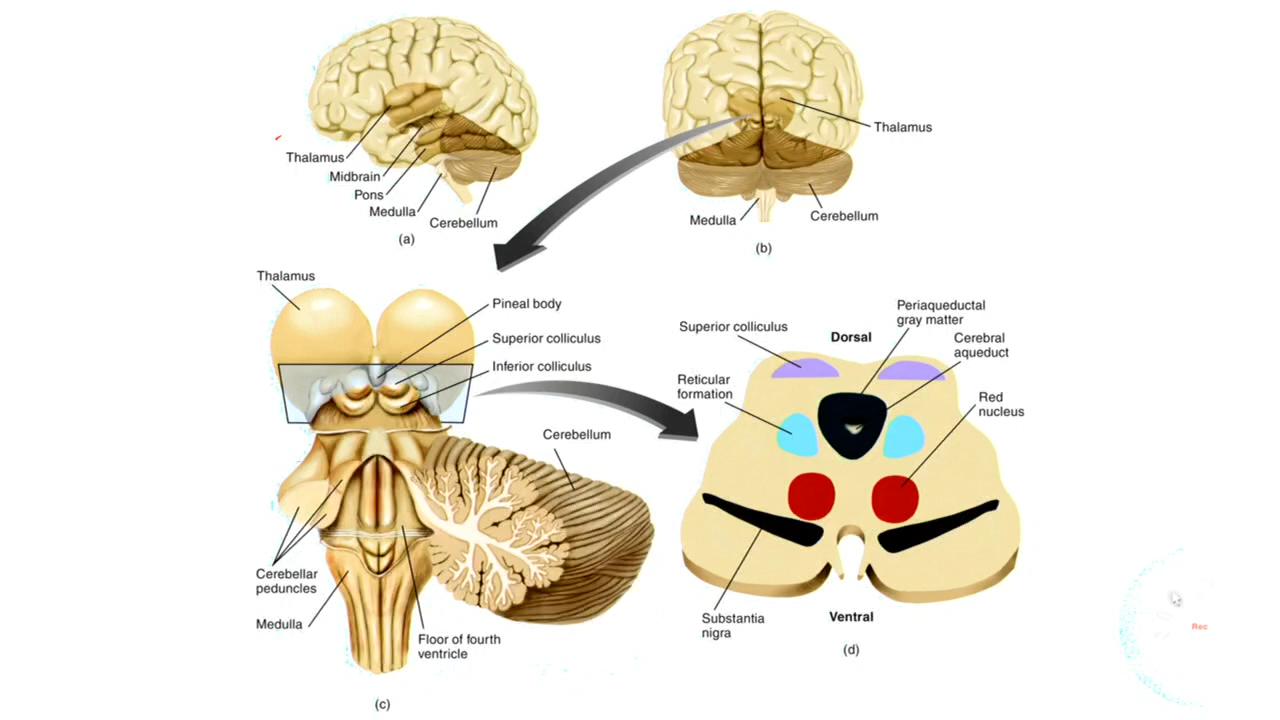 Thalamus
Midbrain
Pons
Medulla
Cerebellum
(a)
Thalamus
Medulla
Cerebellum
(b)
Thalamus
Pineal body
Superior colliculus
Inferior colliculus
Cerebellum
Cerebellar
peduncles
Medulla
Floor of fourth
ventricle
(c)
Periaqueductal
gray matter
Superior colliculus
Dorsal
Cerebral
aqueduct
Reticular
formation
Red
nucleus
Substantia
nigra
Ventral
(d)
Rec